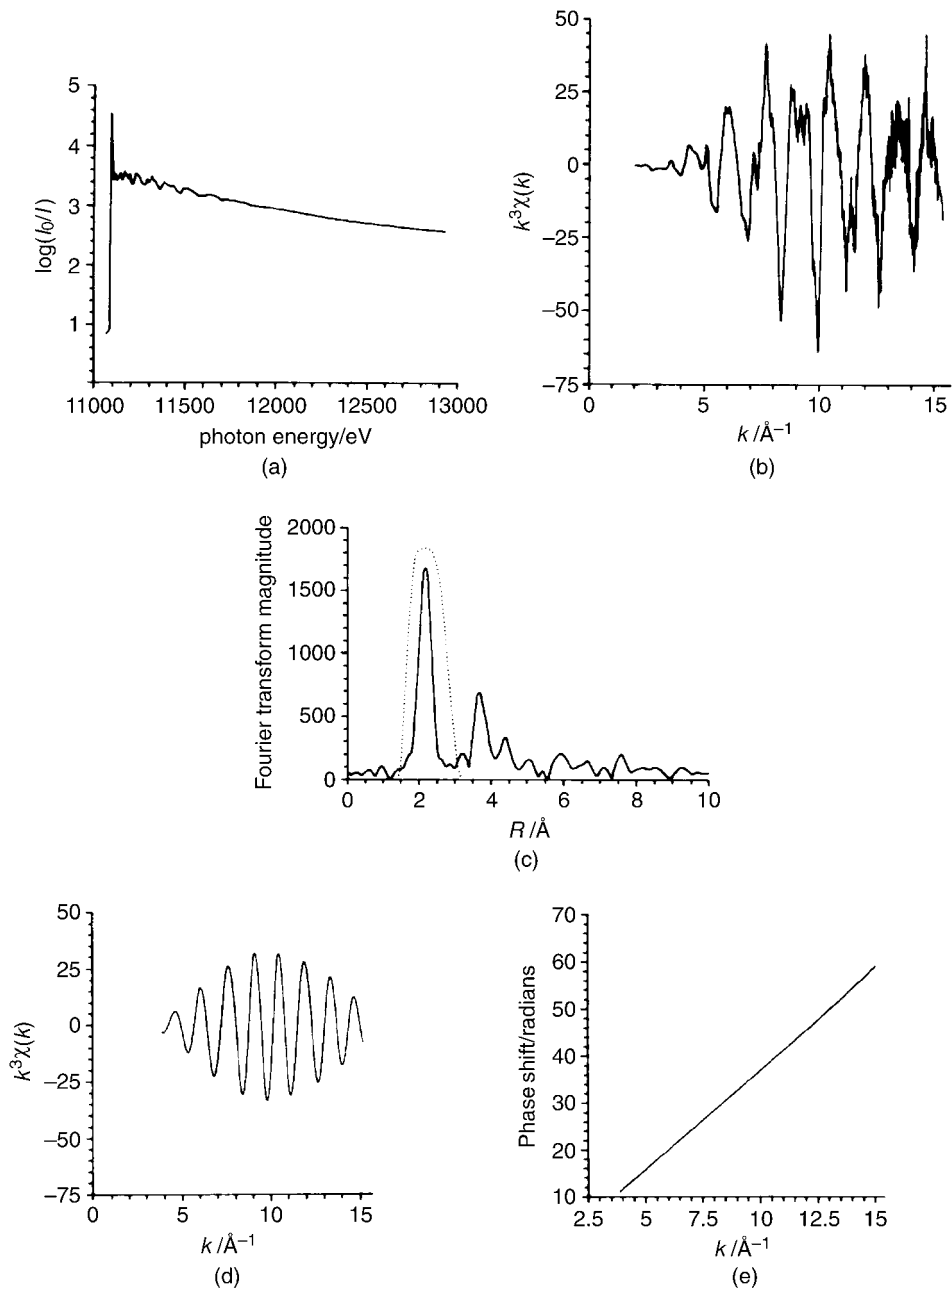 5
4
3
2
1
log(I0/I)
11000 11500 12000 12500 13000
photon energy/eV
(a)
50
25
0
−25
−50
−75
k³χ(k)
0 5 10 15
k /Å⁻¹
(b)
2000
1500
1000
500
0
Fourier transform magnitude
0 2 4 6 8 10
R /Å
(c)
50
25
0
−25
−50
−75
k³χ(k)
0 5 10 15
k /Å⁻¹
(d)
70
60
50
40
30
20
10
Phase shift/radians
2.5 5 7.5 10 12.5 15
k /Å⁻¹
(e)